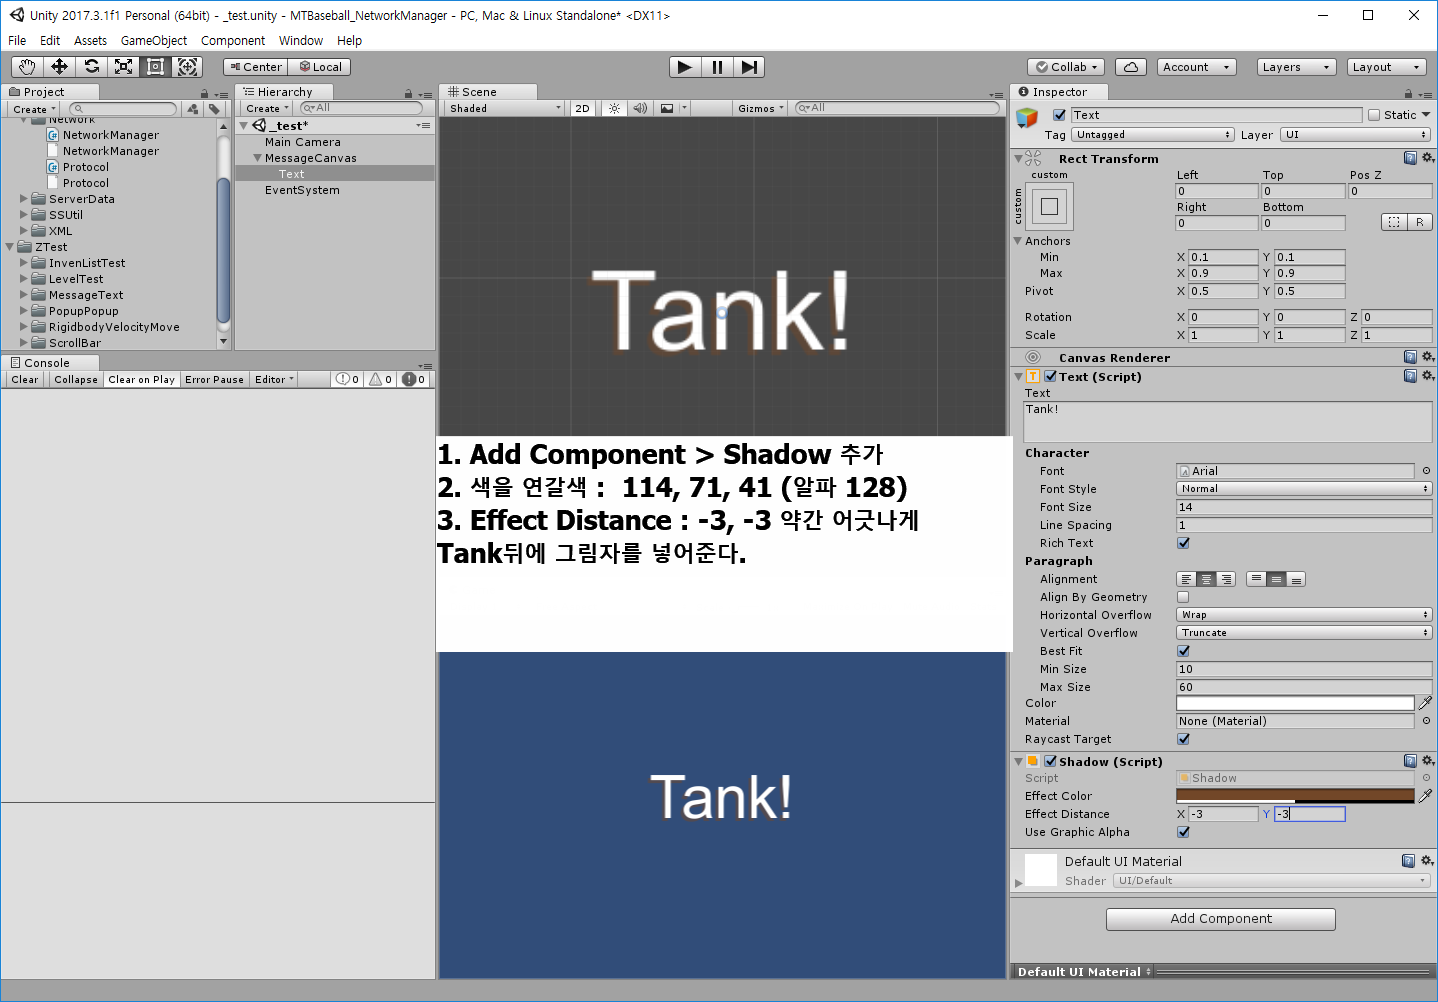 Unity 2017.3.1f1 Personal (64bit) - _test.unity - MTBaseball_NetworkManager - PC, Mac & Linux Standalone* <DX11>
File Edit Assets GameObject Component Window Help
Center Local
Collab
Account
Layers
Layout
Project
Create
Network
NetworkManager
NetworkManager
Protocol
Protocol
ServerData
SSUtil
XML
ZTest
InvenListTest
LevelTest
MessageText
PopupPopup
RigidbodyVelocityMove
ScrollBar
Hierarchy
Create All
_test*
Main Camera
MessageCanvas
Text
EventSystem
Console
Clear Collapse Clear on Play Error Pause Editor 0 0 0
Scene
Shaded 2D Gizmos All
Tank!
1. Add Component > Shadow 추가
2. 색을 연갈색 : 114, 71, 41 (알파 128)
3. Effect Distance : -3, -3 약간 어긋나게
Tank뒤에 그림자를 넣어준다.
Tank!
Inspector
Text Static
Tag Untagged Layer UI
Rect Transform
custom
custom
Left Top Pos Z
0 0 0
Right Bottom
0 0
R
Anchors
Min X 0.1 Y 0.1
Max X 0.9 Y 0.9
Pivot X 0.5 Y 0.5
Rotation X 0 Y 0 Z 0
Scale X 1 Y 1 Z 1
Canvas Renderer
Text (Script)
Text
Tank!
Character
Font Arial
Font Style Normal
Font Size 14
Line Spacing 1
Rich Text
Paragraph
Alignment
Align By Geometry
Horizontal Overflow Wrap
Vertical Overflow Truncate
Best Fit
Min Size 10
Max Size 60
Color
Material None (Material)
Raycast Target
Shadow (Script)
Script Shadow
Effect Color
Effect Distance X -3 Y -3
Use Graphic Alpha
Default UI Material
Shader UI/Default
Add Component
Default UI Material